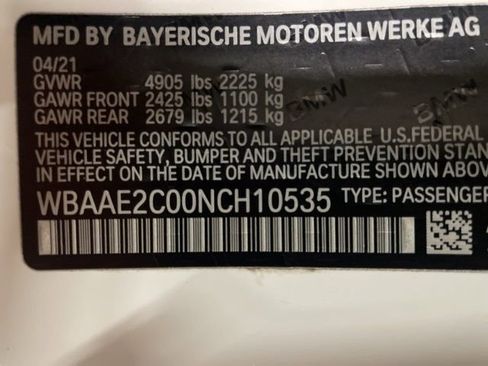 MFD BY BAYERISCHE MOTOREN WERKE AG
04/21
GVWR 4905 lbs 2225 kg
GAWR FRONT 2425 lbs 1100 kg
GAWR REAR 2679 lbs 1215 kg
THIS VEHICLE CONFORMS TO ALL APPLICABLE U.S.FEDERAL
VEHICLE SAFETY, BUMPER AND THEFT PREVENTION STAN
IN EFFECT ON THE DATE OF MANUFACTURE SHOWN ABOVE
WBAAE2C00NCH10535 TYPE: PASSENGER